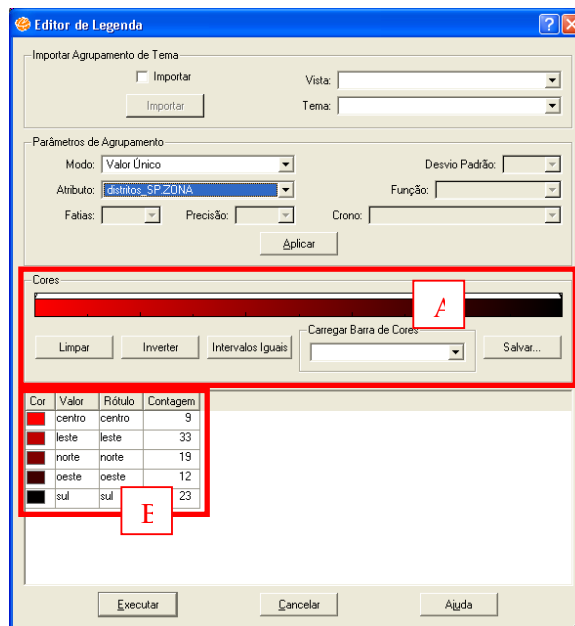 Editor de Legenda
Importar Agrupamento de Tema
Importar
Vista:
Importar
Tema:
Parâmetros de Agrupamento
Modo: Valor Único
Desvio Padrão:
Atributo: distritos_SP.ZONA
Função:
Fatias:
Precisão:
Crono:
Aplicar
Cores
A
Limpar
Inverter
Intervalos Iguais
Carregar Barra de Cores
Salvar...
Cor Valor Rótulo Contagem
centro centro 9
leste leste 33
norte norte 19
oeste oeste 12
sul sul 23
E
Executar
Cancelar
Ajuda